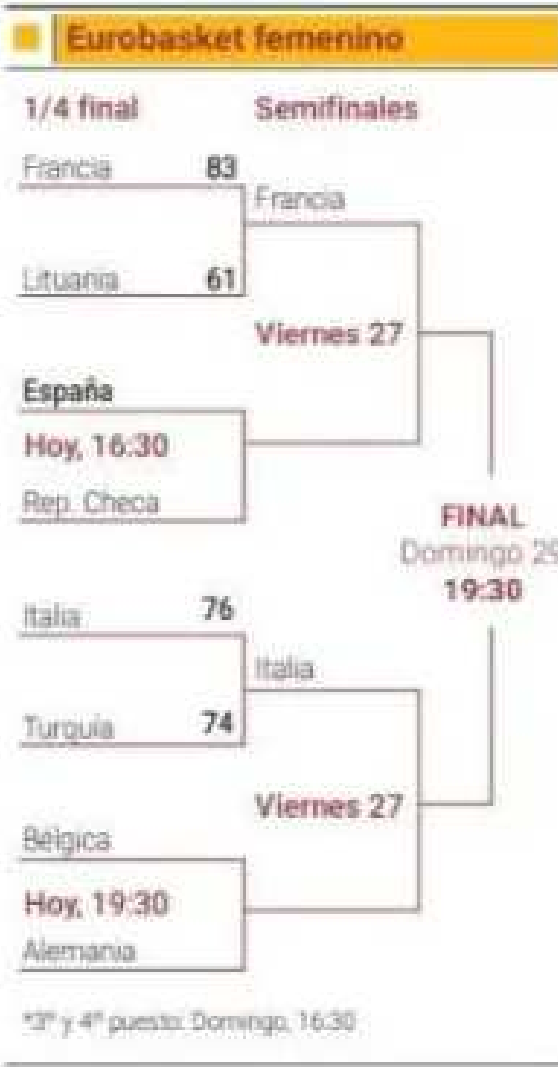 Eurobasket femenino
1/4 final
Semifinales
Francia 83
Lituania 61
Francia
Viernes 27
España
Hoy, 16:30
Rep. Checa
FINAL
Domingo 29
19:30
Italia 76
Turquía 74
Italia
Viernes 27
Bélgica
Hoy, 19:30
Alemania
*3º y 4º puesto: Domingo, 16:30